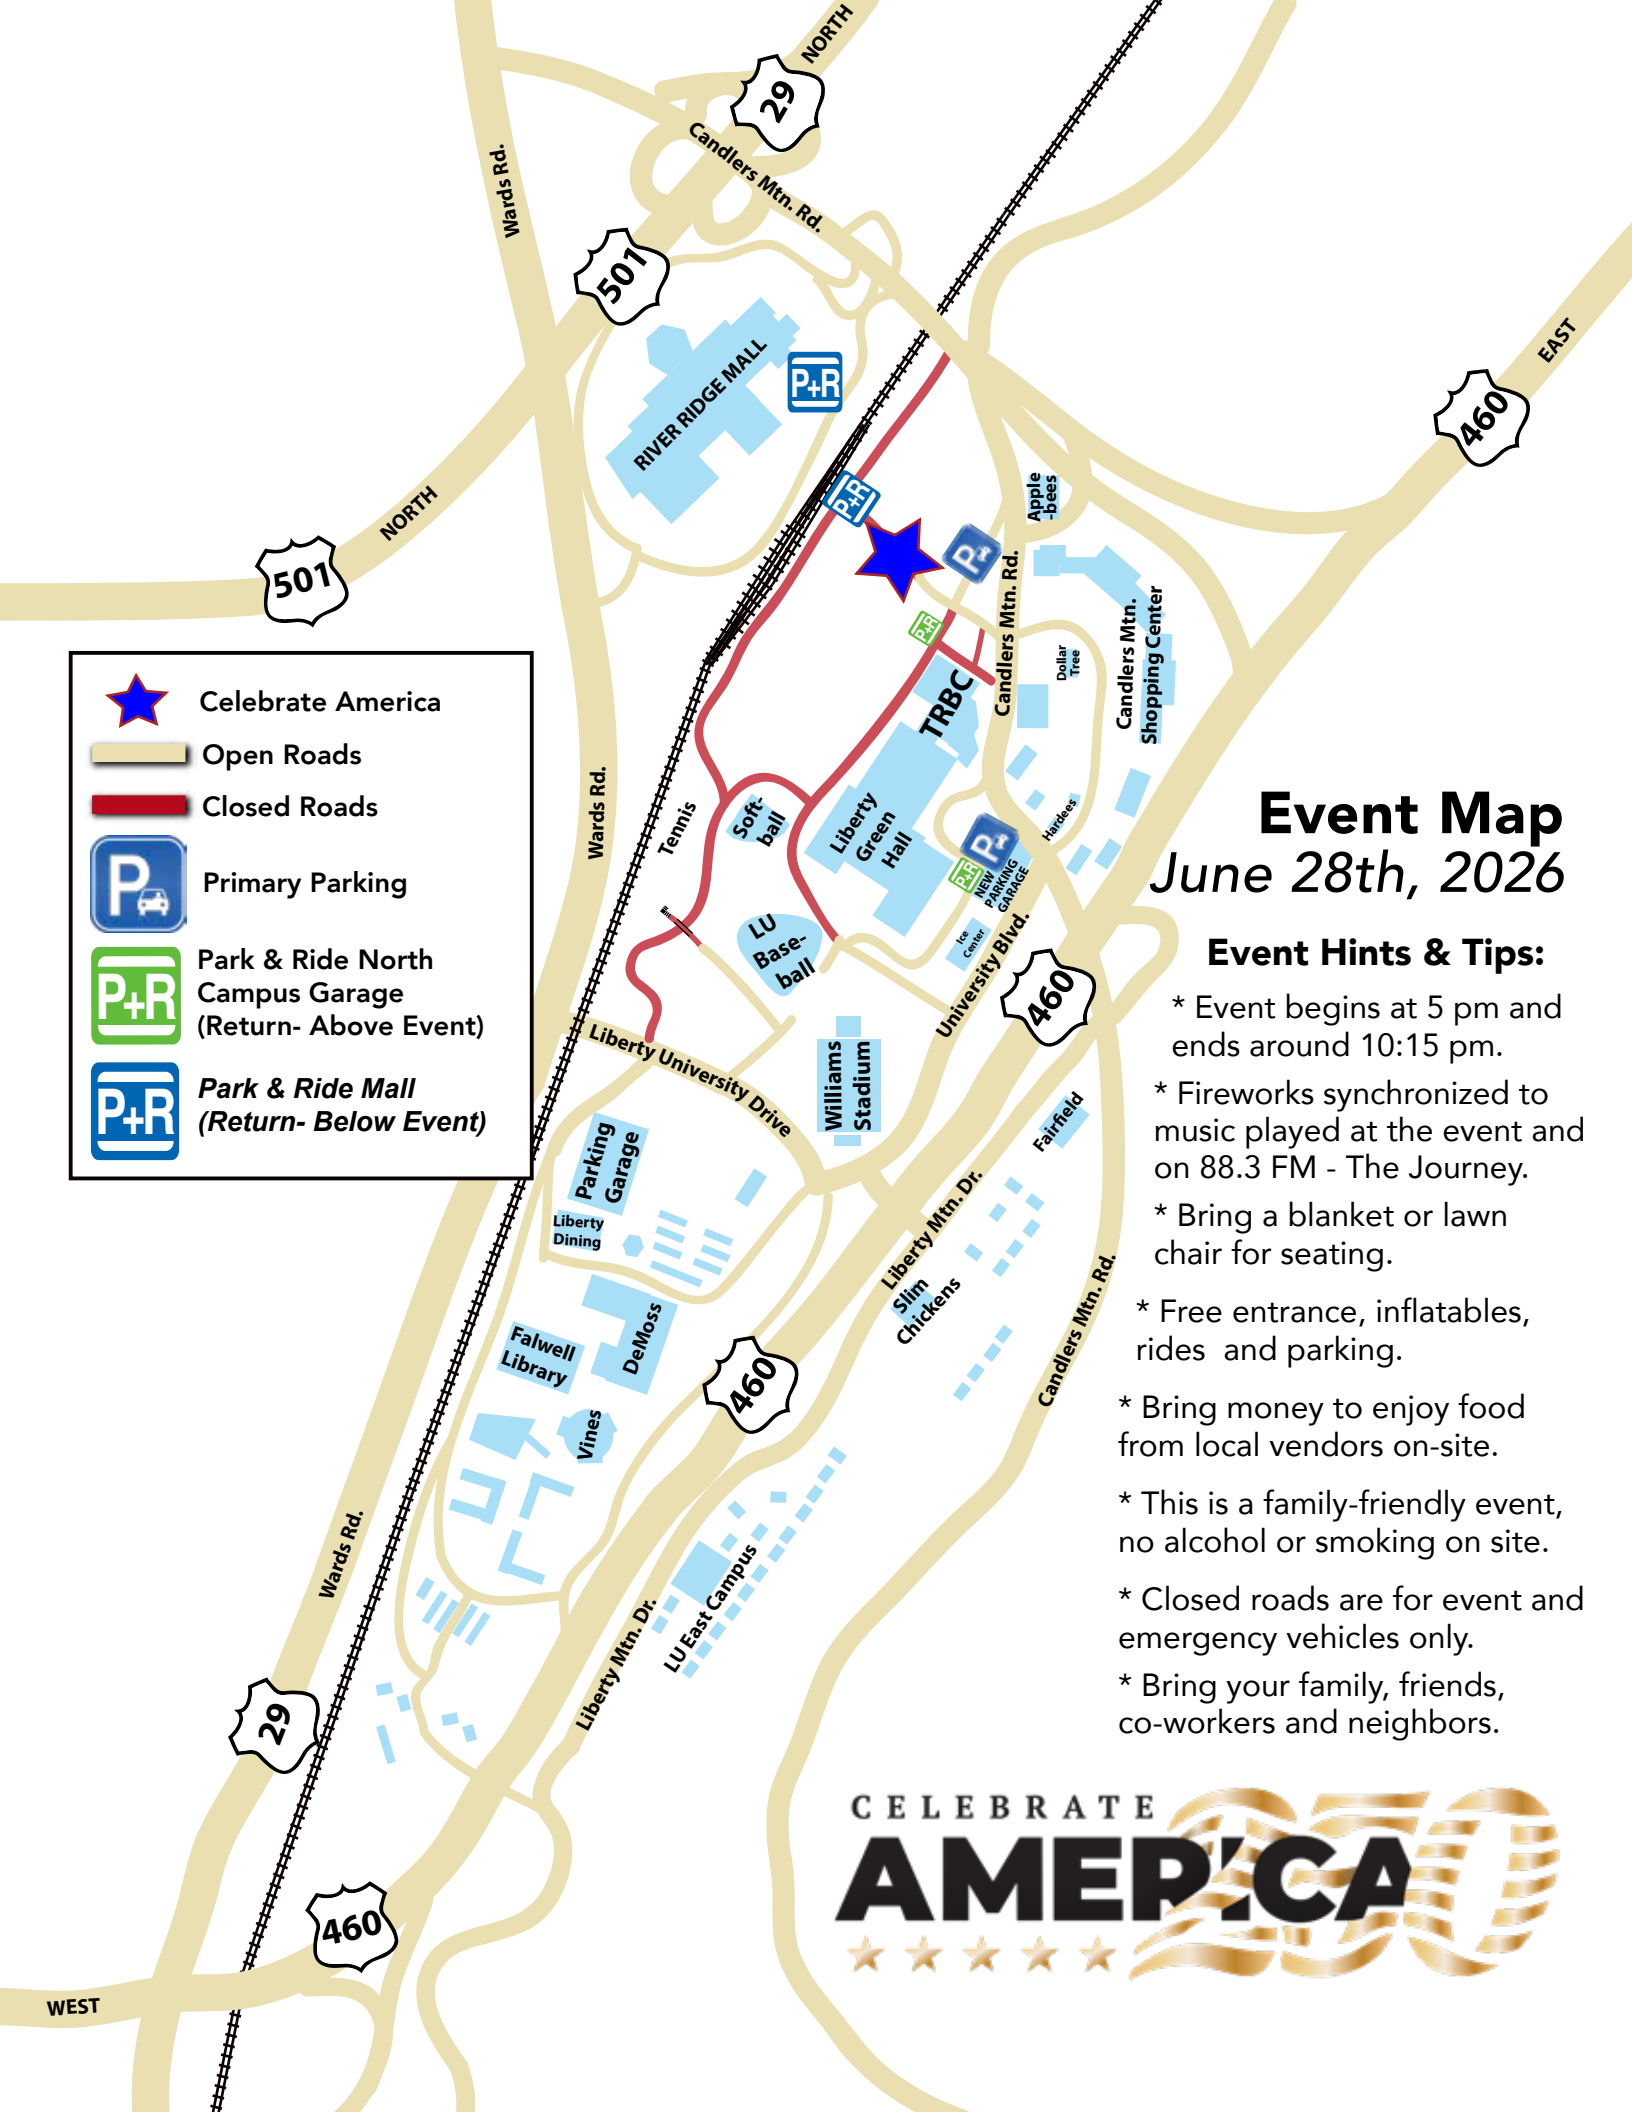 NORTH
29
Candlers Mtn. Rd.
Wards Rd.
501
EAST
460
RIVER RIDGE MALL
P+R
NORTH
501
P+R
Apple
-bees
P
P+R
Candlers Mtn. Rd.
Dollar
Tree
Candlers Mtn.
Shopping Center
TRBC
Celebrate America
Open Roads
Closed Roads
P
Primary Parking
P+R
Park & Ride North
Campus Garage
(Return- Above Event)
P+R
Park & Ride Mall
(Return- Below Event)
Wards Rd.
Tennis
Soft-
ball
Liberty
Green
Hall
Hardees
P
P+R
NEW
PARKING
GARAGE
Ice
Center
LU
Base-
ball
University Blvd.
460
Liberty University Drive
Williams
Stadium
Fairfield
Parking
Garage
Liberty
Dining
Liberty Mtn. Dr.
Slim
Chickens
Candlers Mtn. Rd.
DeMoss
Falwell
Library
460
Vines
Wards Rd.
LU East Campus
Liberty Mtn. Dr.
29
460
WEST
Event Map
June 28th, 2026
Event Hints & Tips:
* Event begins at 5 pm and
ends around 10:15 pm.
* Fireworks synchronized to
music played at the event and
on 88.3 FM - The Journey.
* Bring a blanket or lawn
chair for seating.
* Free entrance, inflatables,
rides and parking.
* Bring money to enjoy food
from local vendors on-site.
* This is a family-friendly event,
no alcohol or smoking on site.
* Closed roads are for event and
emergency vehicles only.
* Bring your family, friends,
co-workers and neighbors.
CELEBRATE
AMERICA 250